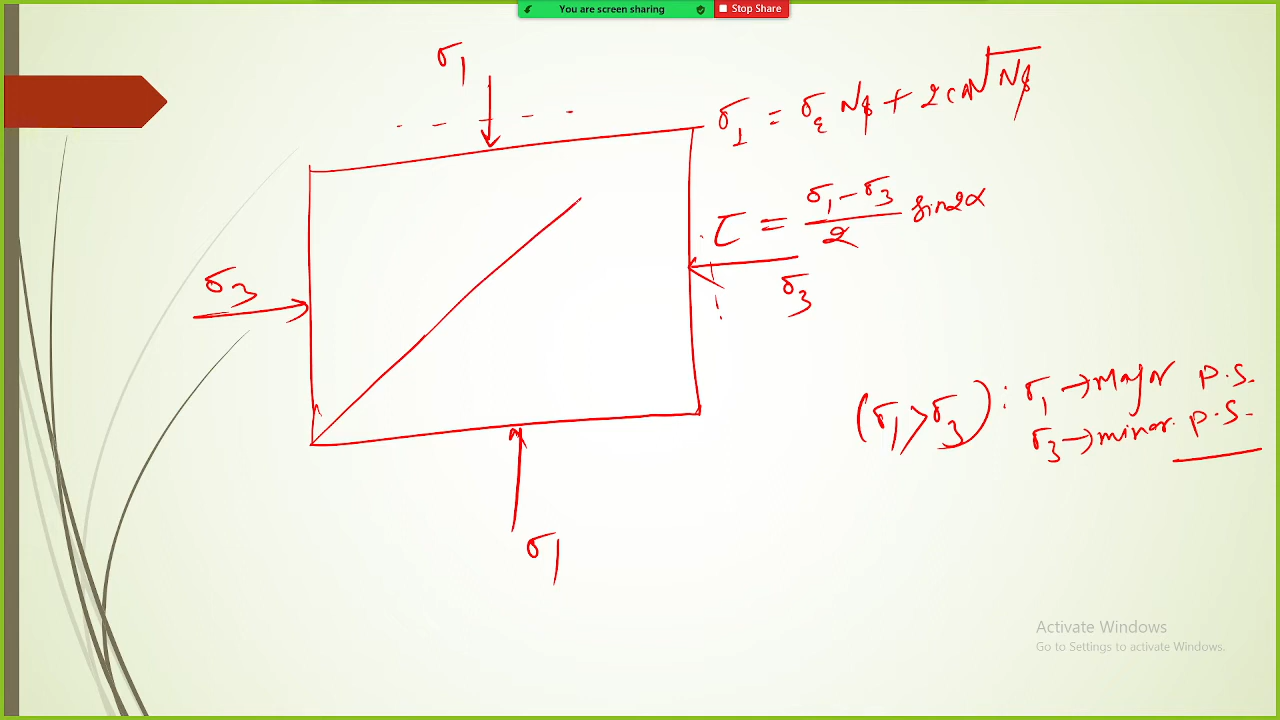 You are screen sharing Stop Share
σ1
σ1 = σ3 Nφ + 2c√Nφ
τ = (σ1 - σ3)/2 sin2α
σ3
σ3
(σ1 > σ3) : σ1 → major P.S.
σ3 → minor P.S.
σ1
Activate Windows
Go to Settings to activate Windows.